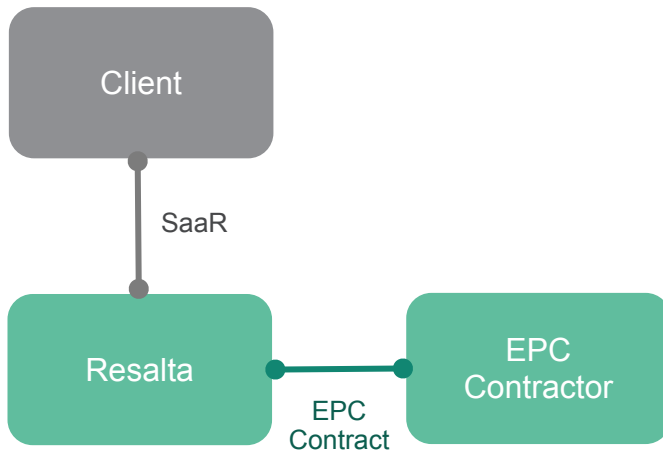 Client
SaaR
Resalta
EPC
Contract
EPC
Contractor